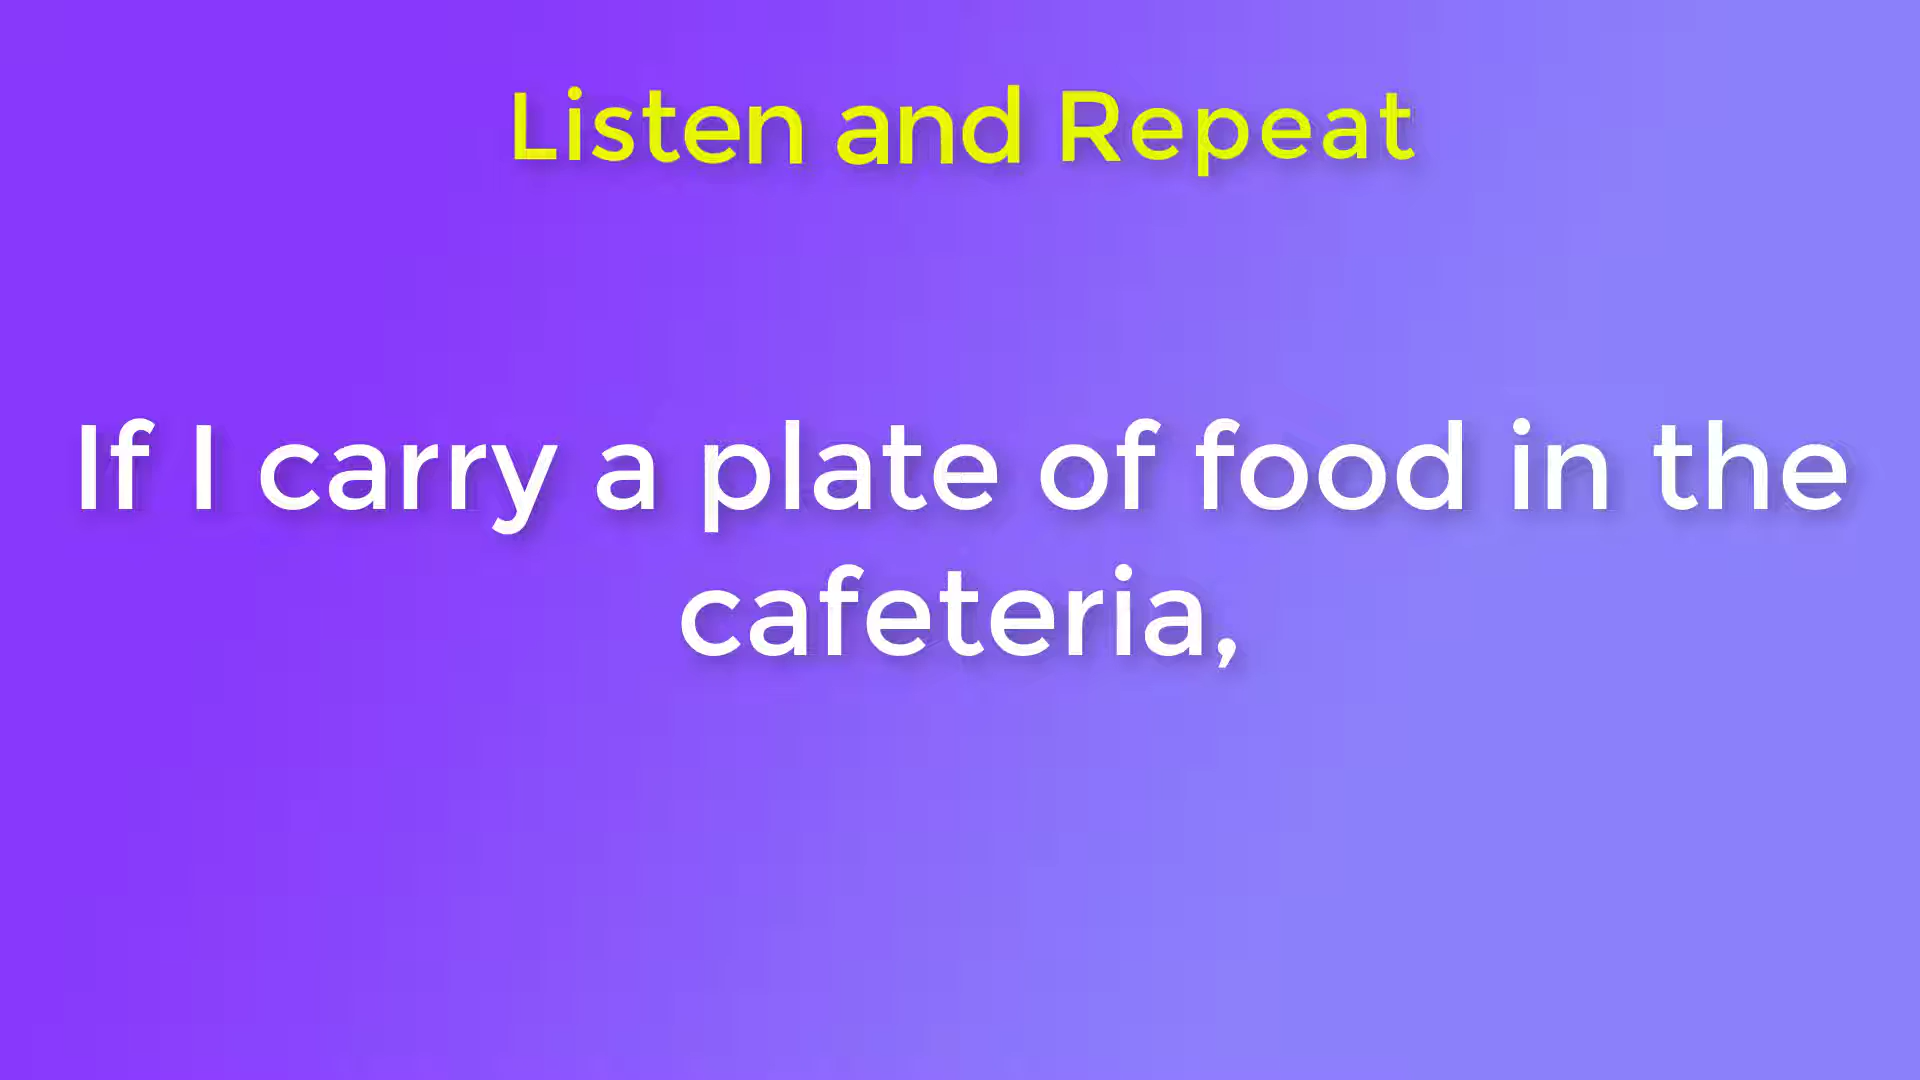 Listen and Repeat
If I carry a plate of food in the
cafeteria,